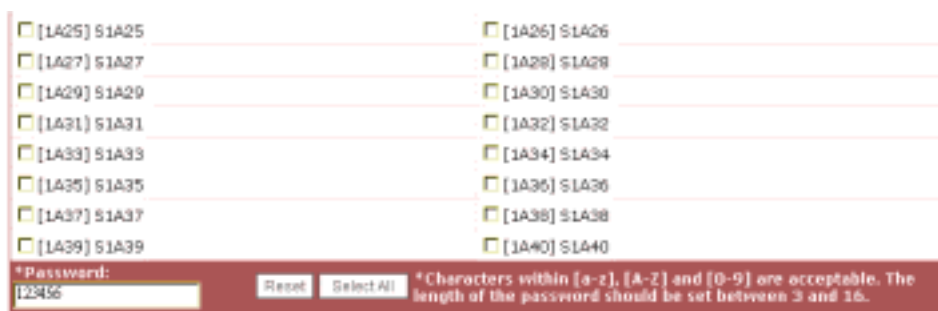 [1A25] S1A25 [1A26] S1A26
[1A27] S1A27 [1A28] S1A28
[1A29] S1A29 [1A30] S1A30
[1A31] S1A31 [1A32] S1A32
[1A33] S1A33 [1A34] S1A34
[1A35] S1A35 [1A36] S1A36
[1A37] S1A37 [1A38] S1A38
[1A39] S1A39 [1A40] S1A40
*Password:
123456 Reset Select All *Characters within [a-z], [A-Z] and [0-9] are acceptable. The
length of the password should be set between 3 and 16.